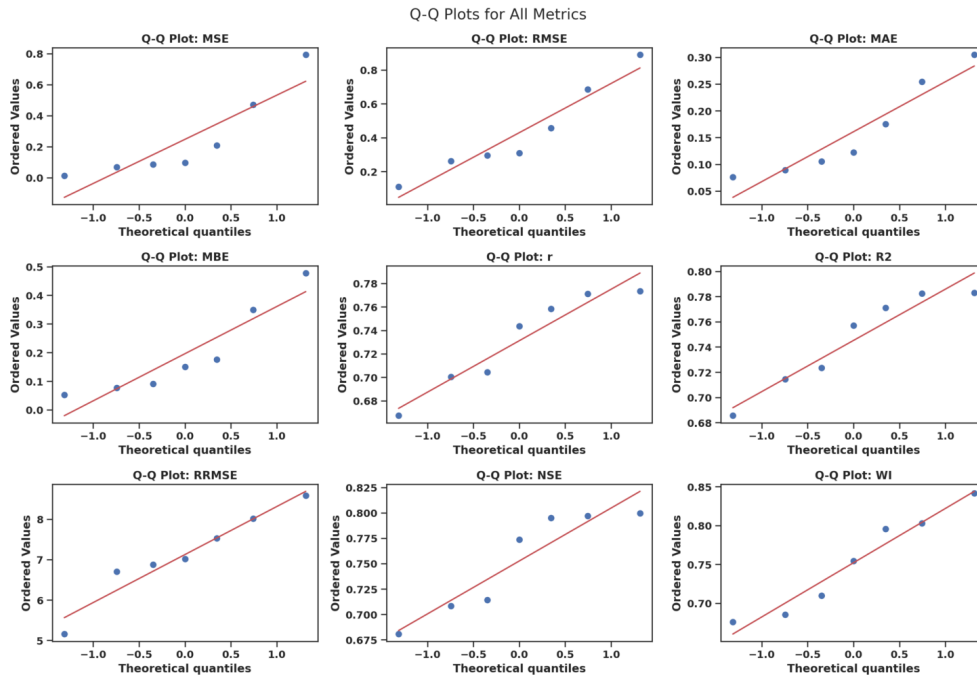 Q-Q Plots for All Metrics
Q-Q Plot: MSE
Q-Q Plot: RMSE
Q-Q Plot: MAE
Ordered Values
0.8
0.6
0.4
0.2
0.0
−1.0 −0.5 0.0 0.5 1.0
Theoretical quantiles
Ordered Values
0.8
0.6
0.4
0.2
−1.0 −0.5 0.0 0.5 1.0
Theoretical quantiles
Ordered Values
0.30
0.25
0.20
0.15
0.10
0.05
−1.0 −0.5 0.0 0.5 1.0
Theoretical quantiles
Q-Q Plot: MBE
Q-Q Plot: r
Q-Q Plot: R2
Ordered Values
0.5
0.4
0.3
0.2
0.1
0.0
−1.0 −0.5 0.0 0.5 1.0
Theoretical quantiles
Ordered Values
0.78
0.76
0.74
0.72
0.70
0.68
−1.0 −0.5 0.0 0.5 1.0
Theoretical quantiles
Ordered Values
0.80
0.78
0.76
0.74
0.72
0.70
0.68
−1.0 −0.5 0.0 0.5 1.0
Theoretical quantiles
Q-Q Plot: RRMSE
Q-Q Plot: NSE
Q-Q Plot: WI
Ordered Values
8
7
6
5
−1.0 −0.5 0.0 0.5 1.0
Theoretical quantiles
Ordered Values
0.825
0.800
0.775
0.750
0.725
0.700
0.675
−1.0 −0.5 0.0 0.5 1.0
Theoretical quantiles
Ordered Values
0.85
0.80
0.75
0.70
−1.0 −0.5 0.0 0.5 1.0
Theoretical quantiles